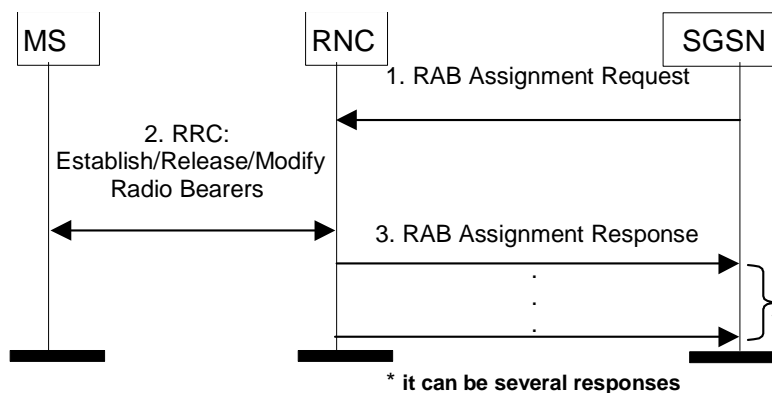 MS
RNC
SGSN
1. RAB Assignment Request
2. RRC:
Establish/Release/Modify
Radio Bearers
3. RAB Assignment Response
.
.
.
* it can be several responses